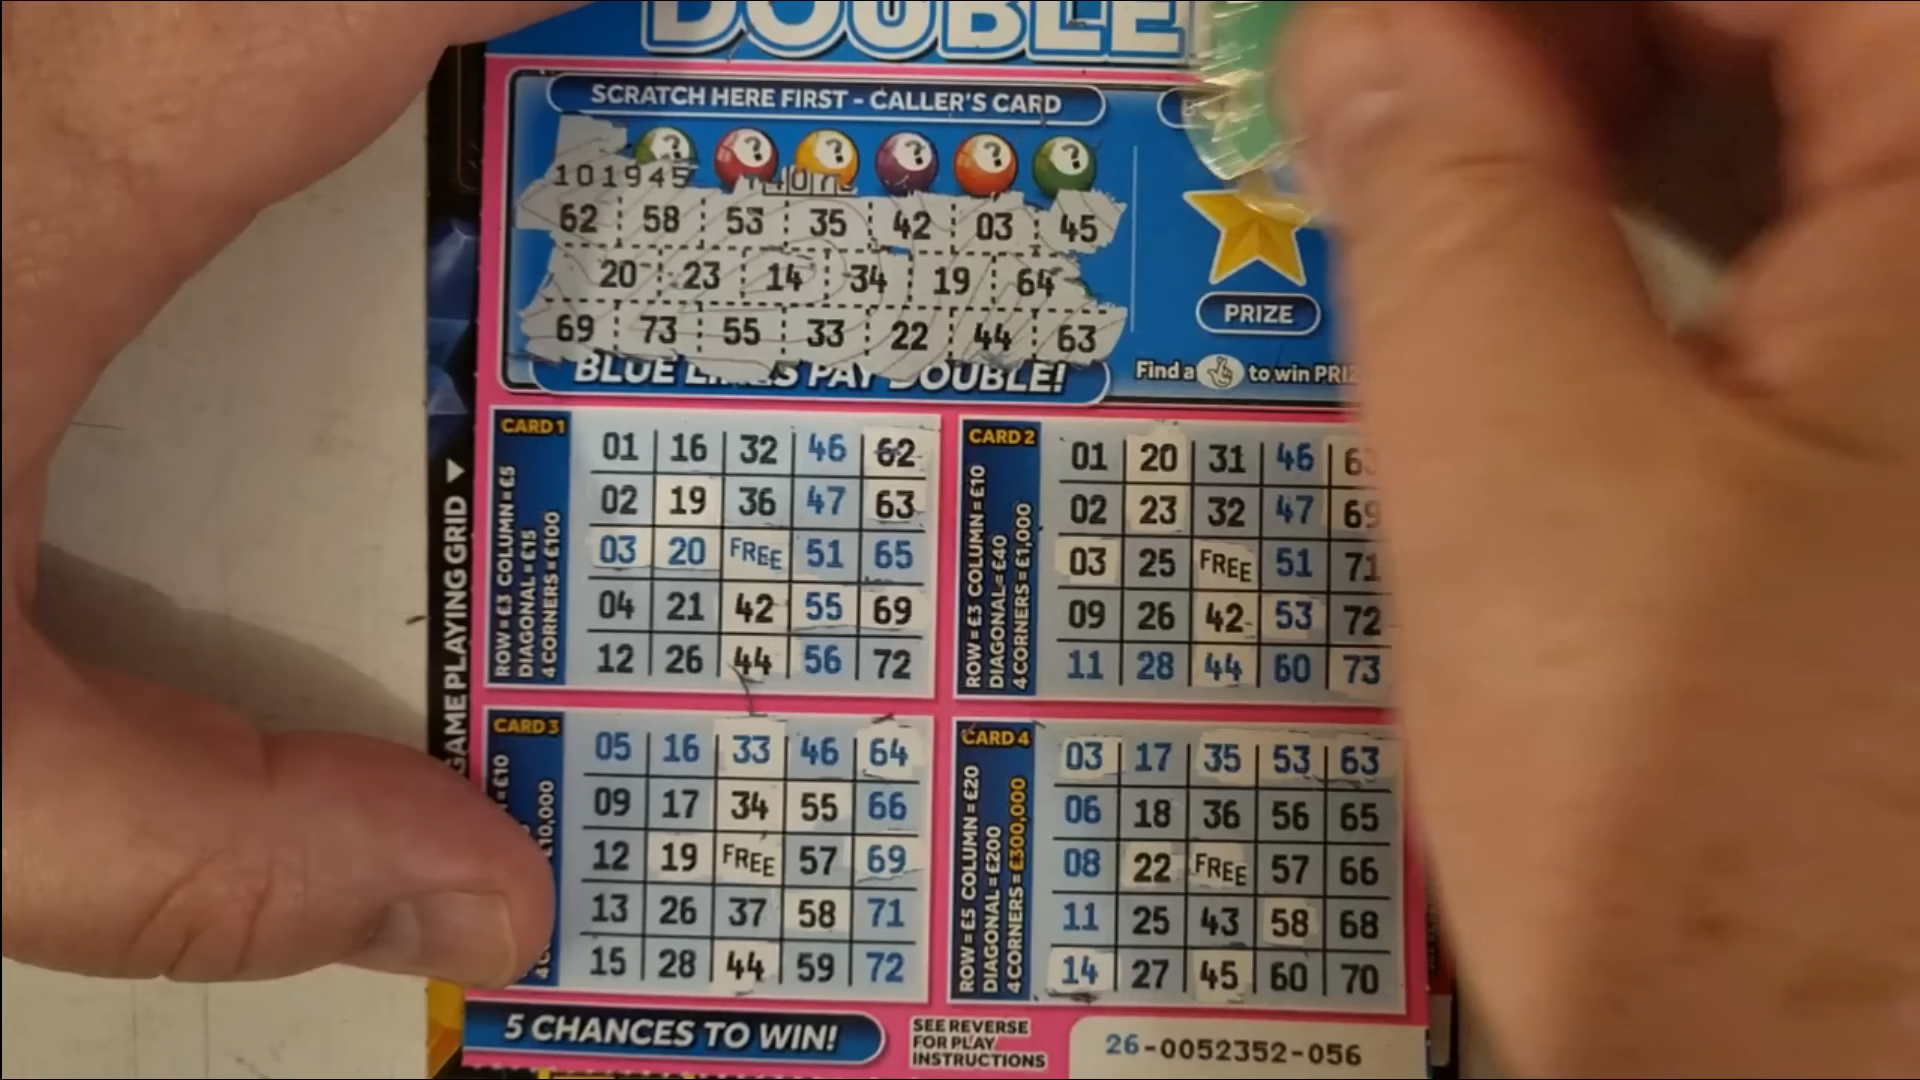 DOUBLE
SCRATCH HERE FIRST - CALLER'S CARD
101945
62 58 53 35 42 03 45
20 23 14 34 19 64
69 73 55 33 22 44 63
BLUE LINES PAY DOUBLE!
PRIZE
Find a to win PRIZ
GAME PLAYING GRID
CARD 1
ROW = £3 COLUMN = £5
DIAGONAL = £15
4 CORNERS = £100
01 16 32 46 62
02 19 36 47 63
03 20 FREE 51 65
04 21 42 55 69
12 26 44 56 72
CARD 2
ROW = £3 COLUMN = £10
DIAGONAL = £40
4 CORNERS = £1,000
01 20 31 46
02 23 32 47 69
03 25 FREE 51 71
09 26 42 53 72
11 28 44 60 73
CARD 3
= £10
£10,000
05 16 33 46 64
09 17 34 55 66
12 19 FREE 57 69
13 26 37 58 71
15 28 44 59 72
CARD 4
ROW = £5 COLUMN = £20
DIAGONAL = £200
4 CORNERS = £300,000
03 17 35 53 63
06 18 36 56 65
08 22 FREE 57 66
11 25 43 58 68
14 27 45 60 70
5 CHANCES TO WIN!
SEE REVERSE
FOR PLAY
INSTRUCTIONS
26-0052352-056